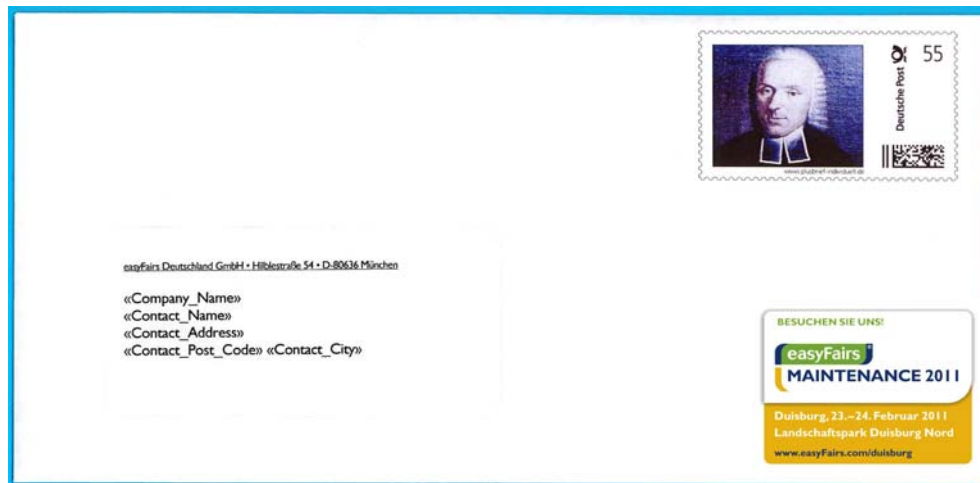 Deutsche Post
55
www.plusbrief-individuell.de
easyFairs Deutschland GmbH • Hilblestraße 54 • D-80636 München
«Company_Name»
«Contact_Name»
«Contact_Address»
«Contact_Post_Code» «Contact_City»
BESUCHEN SIE UNS!
easyFairs
MAINTENANCE 2011
Duisburg, 23.–24. Februar 2011
Landschaftspark Duisburg Nord
www.easyFairs.com/duisburg